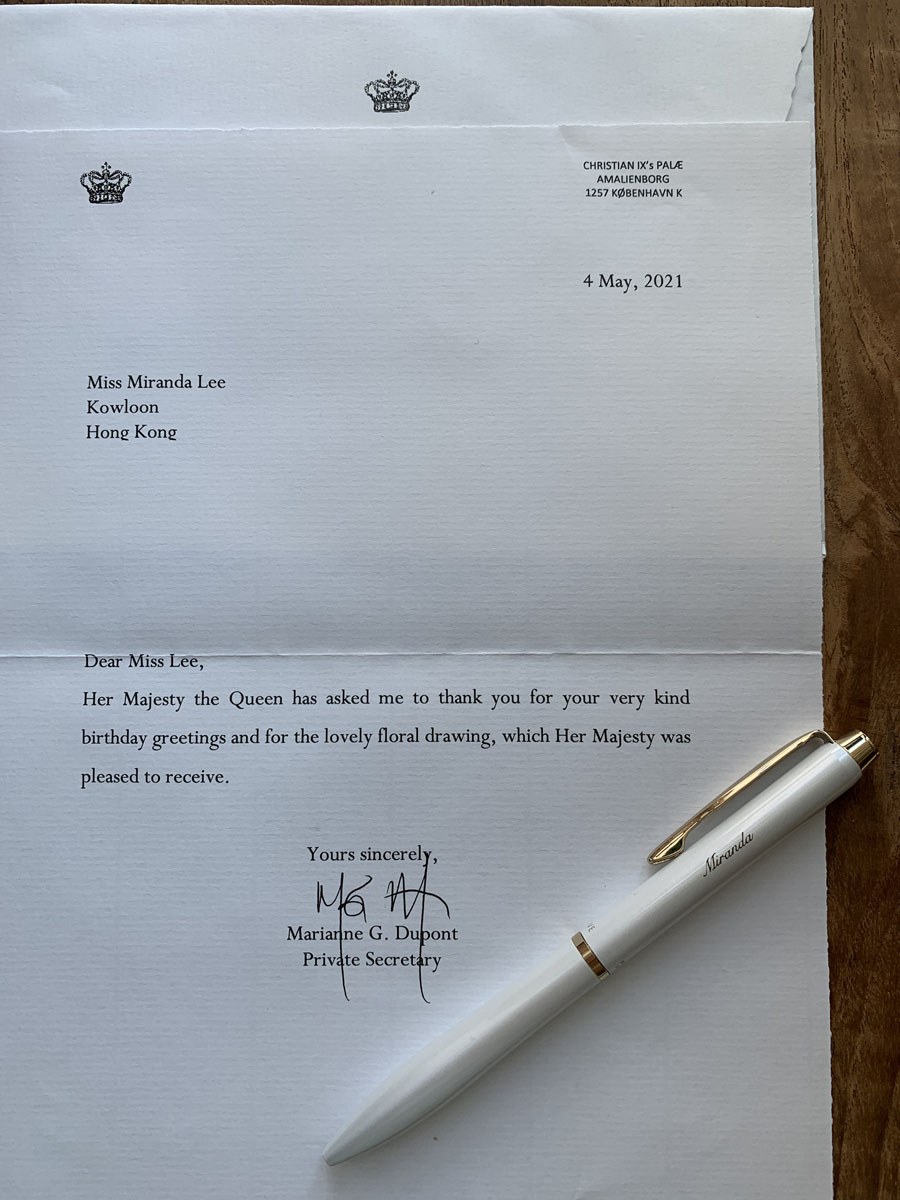 CHRISTIAN IX's PALÆ
AMALIENBORG
1257 KØBENHAVN K
4 May, 2021
Miss Miranda Lee
Kowloon
Hong Kong
Dear Miss Lee,
Her Majesty the Queen has asked me to thank you for your very kind
birthday greetings and for the lovely floral drawing, which Her Majesty was
pleased to receive.
Yours sincerely,
Marianne G. Dupont
Private Secretary
Miranda